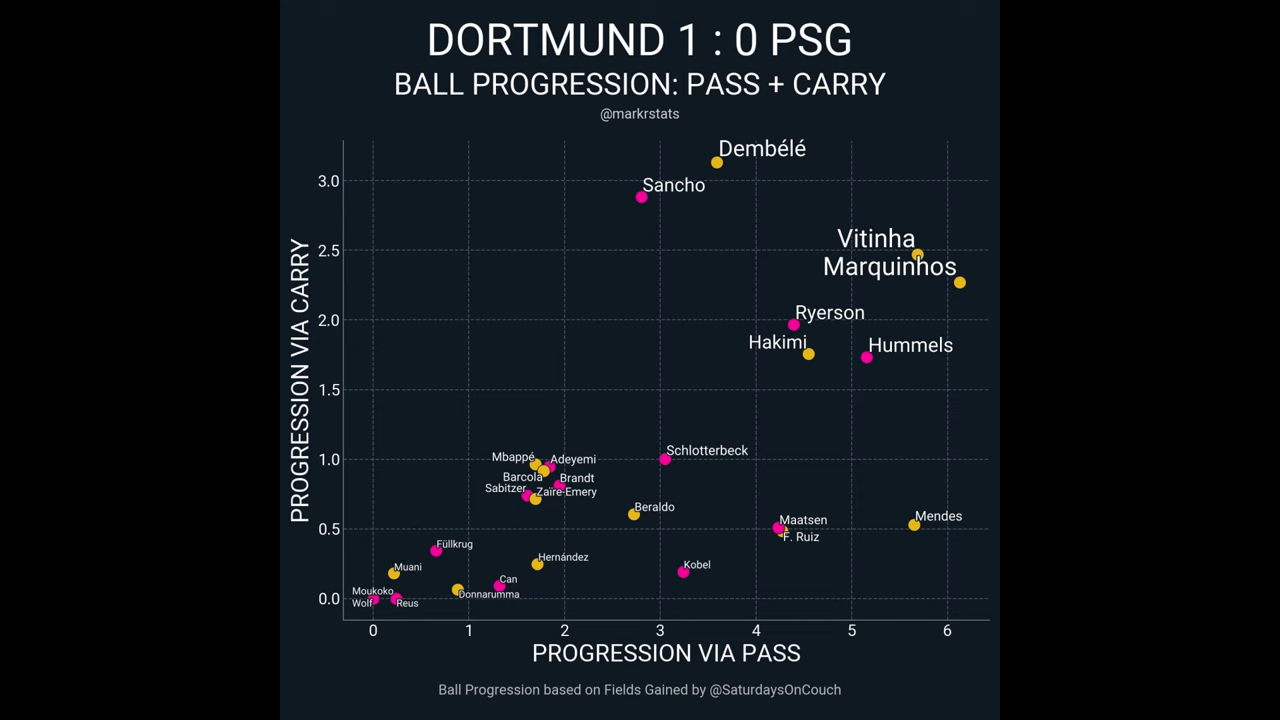 DORTMUND 1 : 0 PSG
BALL PROGRESSION: PASS + CARRY
@markrstats
Dembélé
3.0
Sancho
Vitinha
2.5
Marquinhos
Ryerson
2.0
Hakimi
Hummels
1.5
Schlotterbeck
Mbappé
Adeyemi
1.0
Barcola
Brandt
Sabitzer
Zaïre-Emery
Beraldo
Maatsen
Mendes
0.5
F. Ruiz
Füllkrug
Hernández
Muani
Kobel
Can
Moukoko
Donnarumma
0.0
Wolf
Reus
PROGRESSION VIA CARRY
0 1 2 3 4 5 6
PROGRESSION VIA PASS
Ball Progression based on Fields Gained by @SaturdaysOnCouch